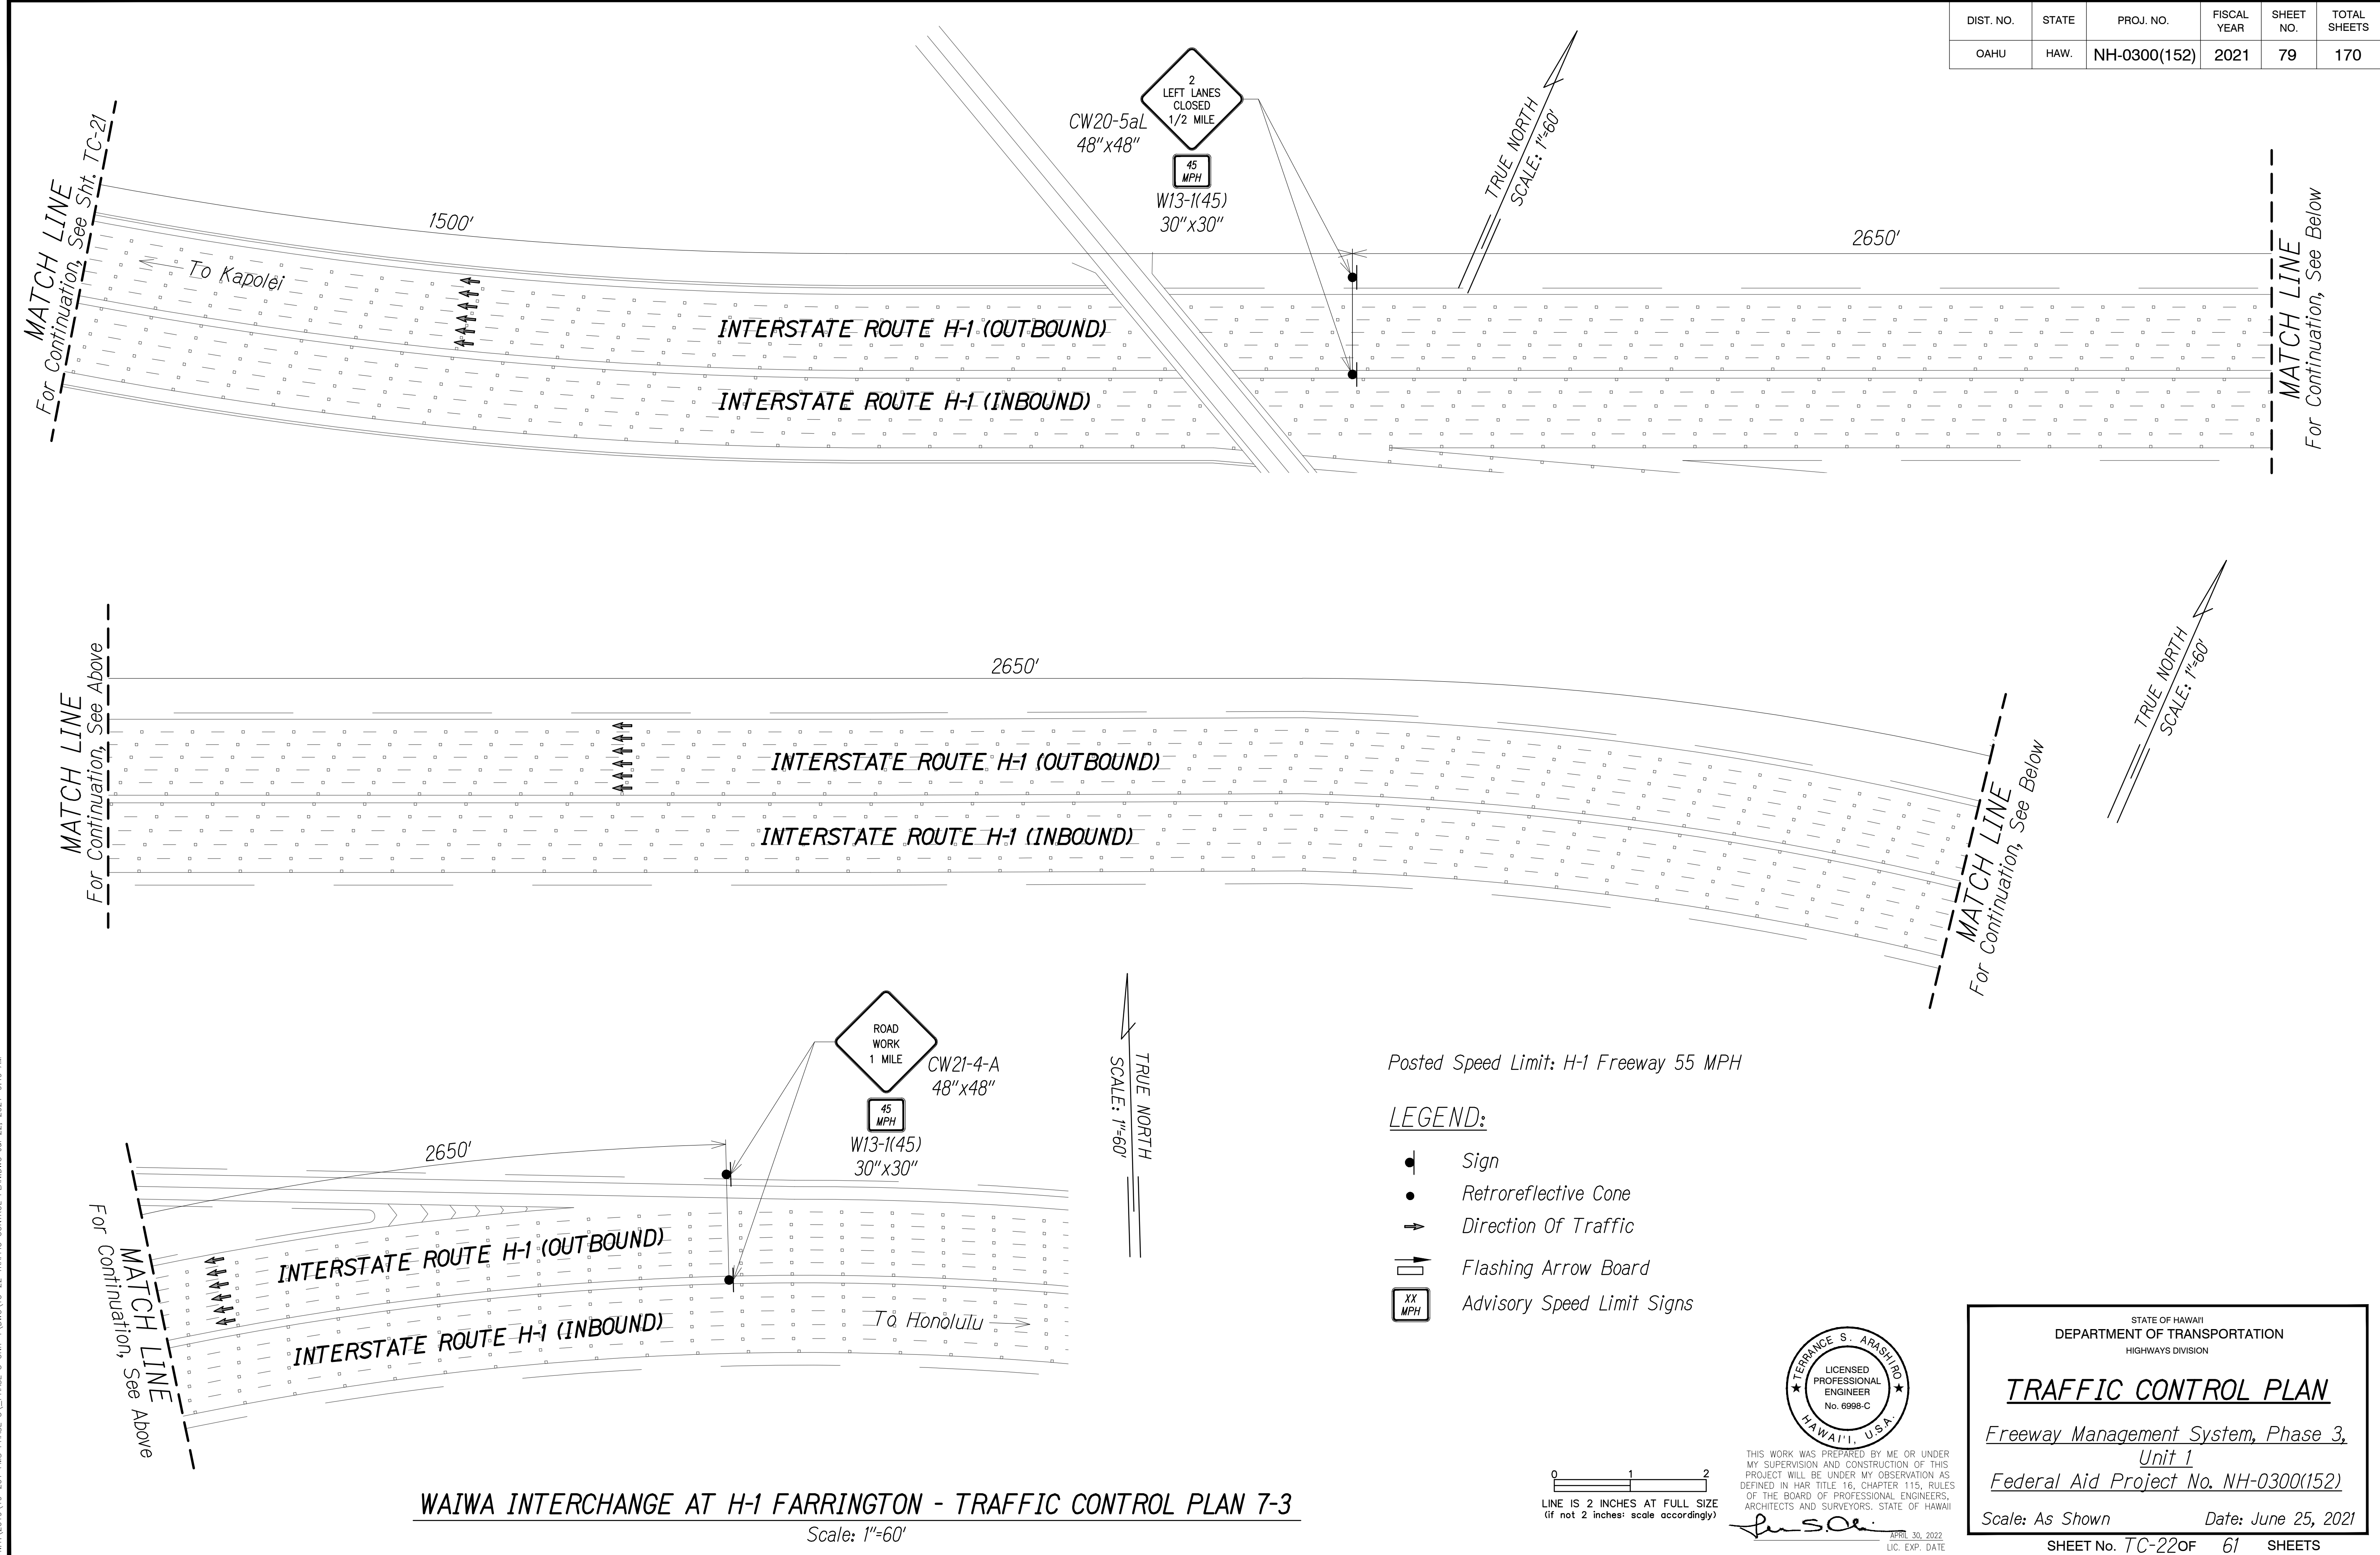 DIST. NO. STATE PROJ. NO. FISCAL YEAR SHEET NO. TOTAL SHEETS
OAHU HAW. NH-0300(152) 2021 79 170
2
LEFT LANES
CLOSED
1/2 MILE
CW20-5aL
48"x48"
45
MPH
W13-1(45)
30"x30"
TRUE NORTH
SCALE: 1"=60'
MATCH LINE
For Continuation, See Sht. TC-21
1500'
2650'
To Kapolei
INTERSTATE ROUTE H-1 (OUTBOUND)
INTERSTATE ROUTE H-1 (INBOUND)
MATCH LINE
For Continuation, See Below
MATCH LINE
For Continuation, See Above
2650'
INTERSTATE ROUTE H-1 (OUTBOUND)
INTERSTATE ROUTE H-1 (INBOUND)
MATCH LINE
For Continuation, See Below
TRUE NORTH
SCALE: 1"=60'
ROAD
WORK
1 MILE
CW21-4-A
48"x48"
45
MPH
W13-1(45)
30"x30"
TRUE NORTH
SCALE: 1"=60'
2650'
MATCH LINE
For Continuation, See Above
INTERSTATE ROUTE H-1 (OUTBOUND)
INTERSTATE ROUTE H-1 (INBOUND)
To Honolulu
Posted Speed Limit: H-1 Freeway 55 MPH
LEGEND:
Sign
Retroreflective Cone
Direction Of Traffic
Flashing Arrow Board
XX
MPH
Advisory Speed Limit Signs
WAIWA INTERCHANGE AT H-1 FARRINGTON - TRAFFIC CONTROL PLAN 7-3
Scale: 1"=60'
0 1 2
LINE IS 2 INCHES AT FULL SIZE
(if not 2 inches: scale accordingly)
TERRANCE S. ARASHIRO
LICENSED
PROFESSIONAL
ENGINEER
No. 6998-C
HAWAI'I, U.S.A.
THIS WORK WAS PREPARED BY ME OR UNDER
MY SUPERVISION AND CONSTRUCTION OF THIS
PROJECT WILL BE UNDER MY OBSERVATION AS
DEFINED IN HAR TITLE 16, CHAPTER 115, RULES
OF THE BOARD OF PROFESSIONAL ENGINEERS,
ARCHITECTS AND SURVEYORS. STATE OF HAWAII
APRIL 30, 2022
LIC. EXP. DATE
STATE OF HAWAI'I
DEPARTMENT OF TRANSPORTATION
HIGHWAYS DIVISION
TRAFFIC CONTROL PLAN
Freeway Management System, Phase 3,
Unit 1
Federal Aid Project No. NH-0300(152)
Scale: As Shown Date: June 25, 2021
SHEET No. TC-22 OF 61 SHEETS